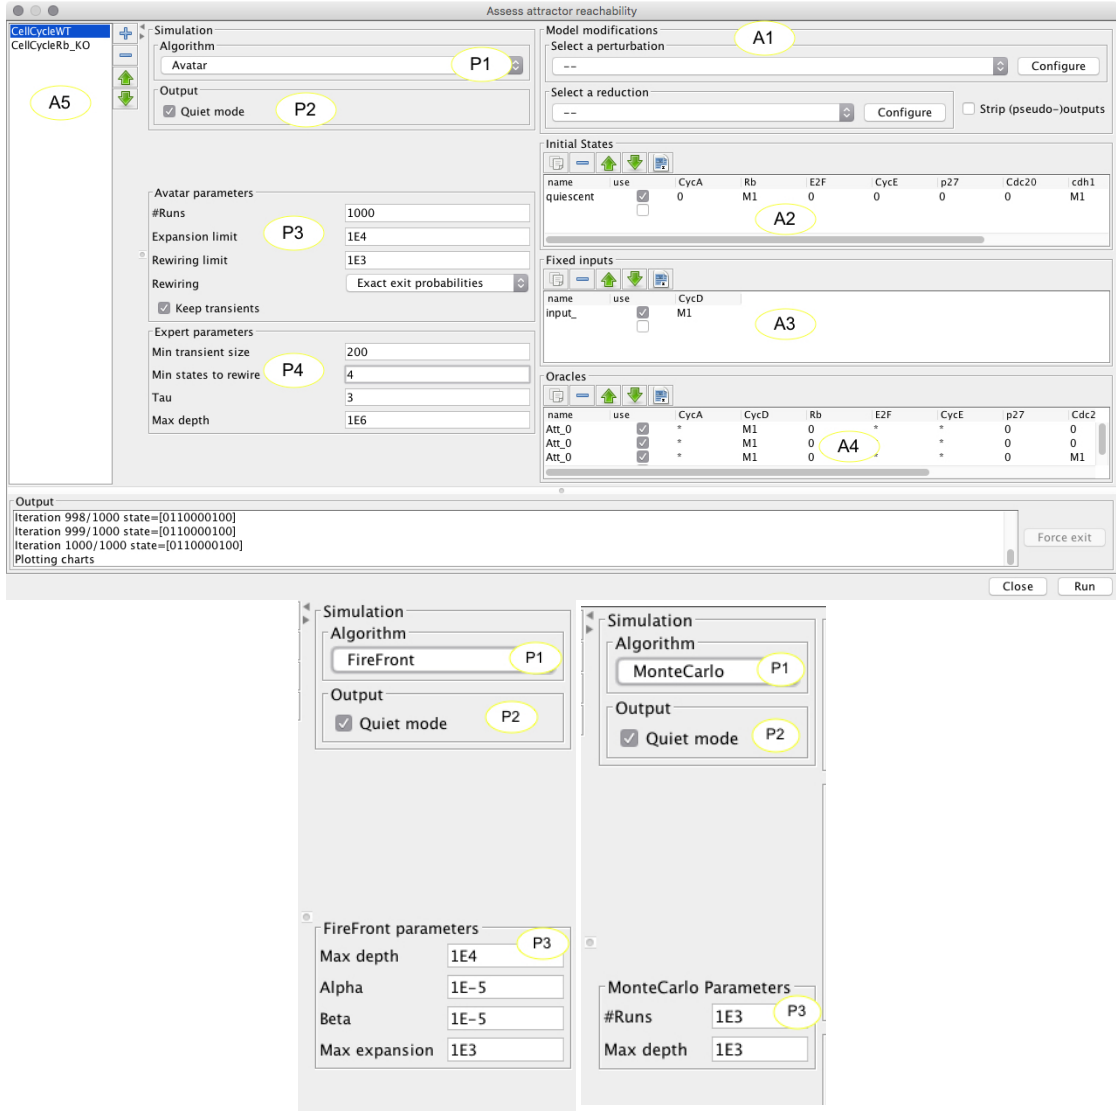 Assess attractor reachability
CellCycleWT
CellCycleRb_KO
A5
Simulation
Algorithm
Avatar
P1
Output
Quiet mode
P2
Avatar parameters
#Runs 1000
Expansion limit 1E4
P3
Rewiring limit 1E3
Rewiring Exact exit probabilities
Keep transients
Expert parameters
Min transient size 200
Min states to rewire 4
P4
Tau 3
Max depth 1E6
Model modifications
A1
Select a perturbation
-- Configure
Select a reduction
-- Configure
Strip (pseudo-)outputs
Initial States
name use CycA Rb E2F CycE p27 Cdc20 cdh1
quiescent 0 M1 0 0 0 0 M1
A2
Fixed inputs
name use CycD
input_ M1
A3
Oracles
name use CycA CycD Rb E2F CycE p27 Cdc2
Att_0 * M1 0 * * 0 0
Att_0 * M1 0 * 0 0
Att_0 * M1 0 * * 0 M1
A4
Output
Iteration 998/1000 state=[0110000100]
Iteration 999/1000 state=[0110000100]
Iteration 1000/1000 state=[0110000100]
Plotting charts
Force exit
Close Run
Simulation
Algorithm
FireFront
P1
Output
Quiet mode
P2
FireFront parameters
P3
Max depth 1E4
Alpha 1E-5
Beta 1E-5
Max expansion 1E3
Simulation
Algorithm
MonteCarlo
P1
Output
Quiet mode
P2
MonteCarlo Parameters
#Runs 1E3
P3
Max depth 1E3